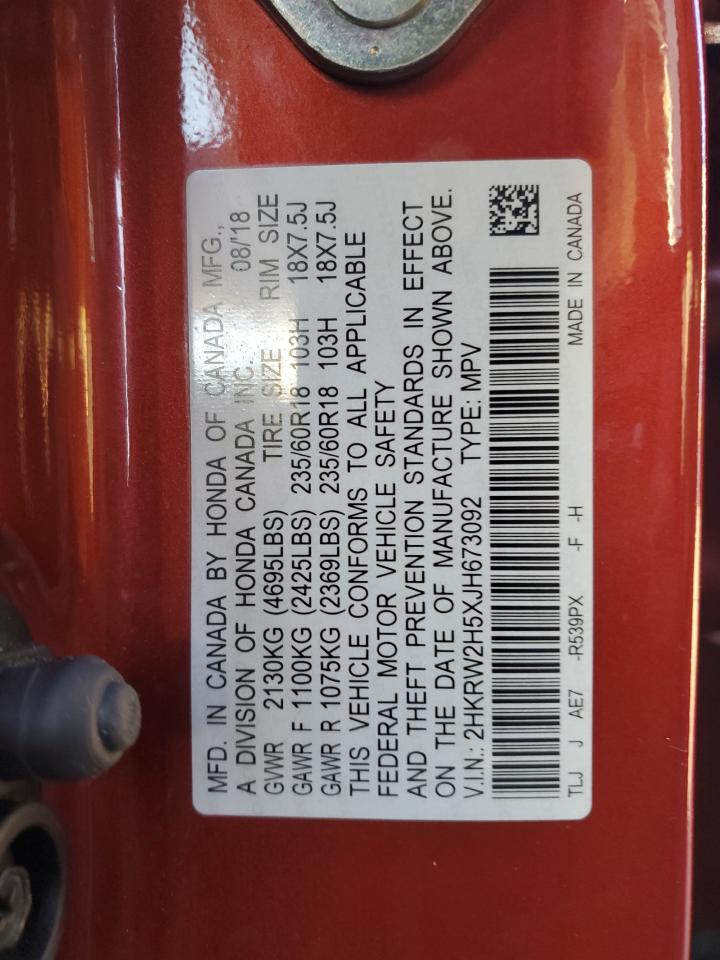 MFD. IN CANADA BY HONDA OF CANADA MFG.,
A DIVISION OF HONDA CANADA INC. 08/'18
GVWR 2130KG (4695LBS) TIRE SIZE RIM SIZE
GAWR F 1100KG (2425LBS) 235/60R18 103H 18X7.5J
GAWR R 1075KG (2369LBS) 235/60R18 103H 18X7.5J
THIS VEHICLE CONFORMS TO ALL APPLICABLE
FEDERAL MOTOR VEHICLE SAFETY
AND THEFT PREVENTION STANDARDS IN EFFECT
ON THE DATE OF MANUFACTURE SHOWN ABOVE.
V.I.N.: 2HKRW2H5XJH673092 TYPE: MPV
TLJ J AE7 -R539PX -F -H MADE IN CANADA